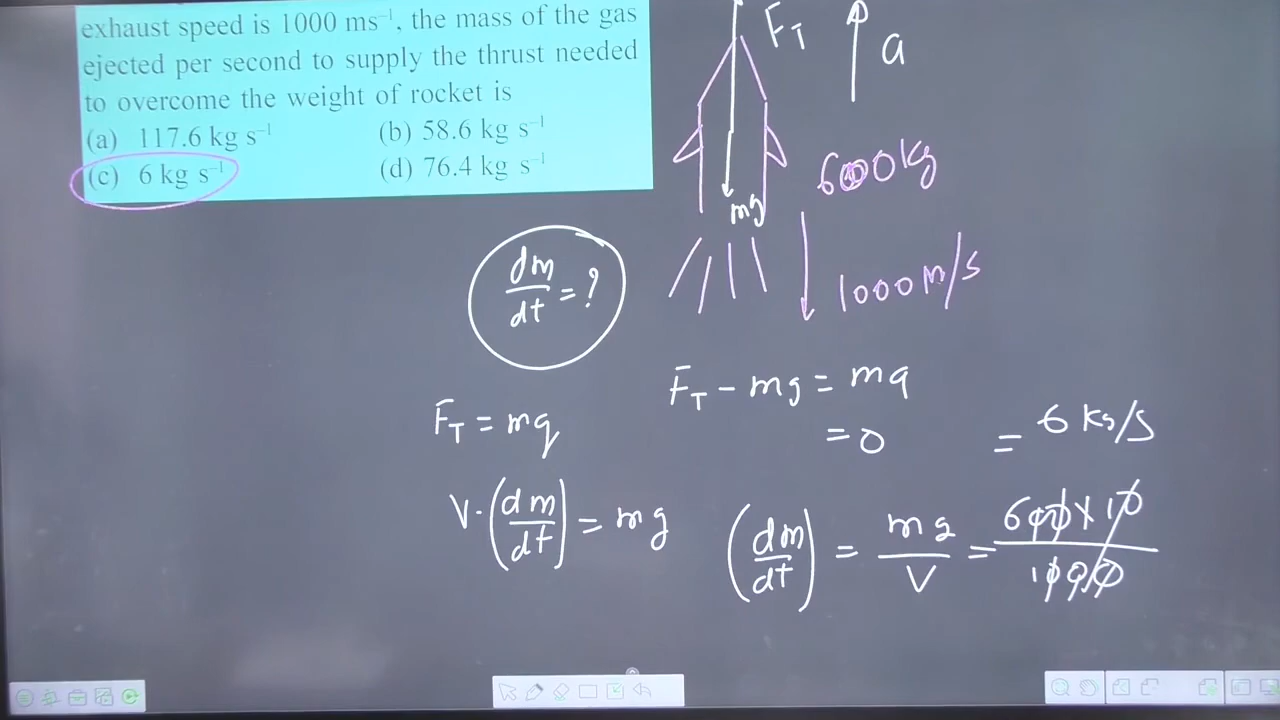 exhaust speed is 1000 ms⁻¹, the mass of the gas
ejected per second to supply the thrust needed
to overcome the weight of rocket is
(a) 117.6 kg s⁻¹ (b) 58.6 kg s⁻¹
(c) 6 kg s⁻¹ (d) 76.4 kg s⁻¹
F_T
a
mg
600kg
1000m/s
dm/dt = ?
F_T - mg = ma
= 0
F_T = mg
V·(dm/dt) = mg
(dm/dt) = mg/V = 600×10/1000
= 6 kg/s